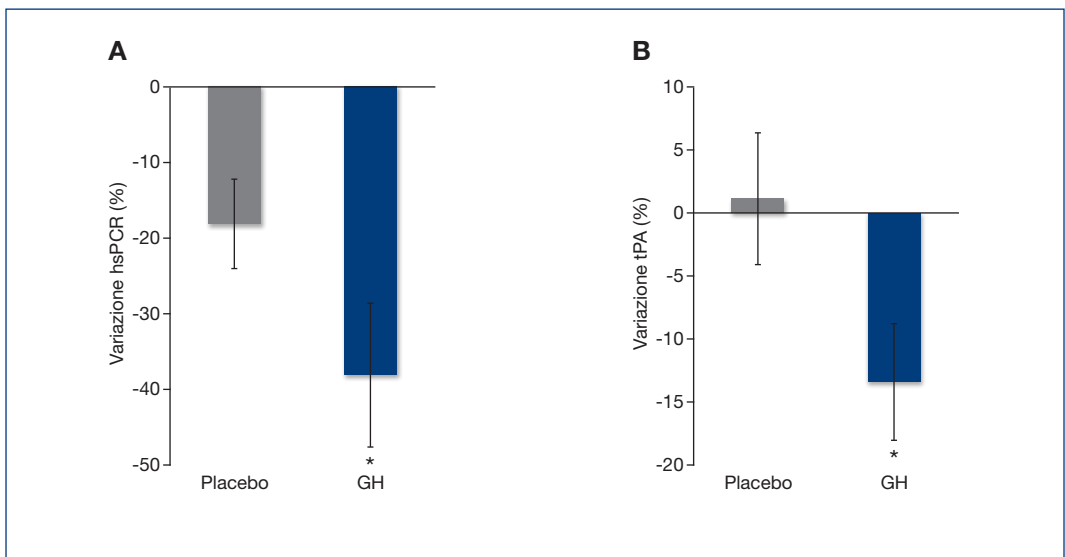 A
Variazione hsPCR (%)
0
-10
-20
-30
-40
-50
*
Placebo
GH
B
Variazione tPA (%)
10
5
0
-5
-10
-15
-20
*
Placebo
GH